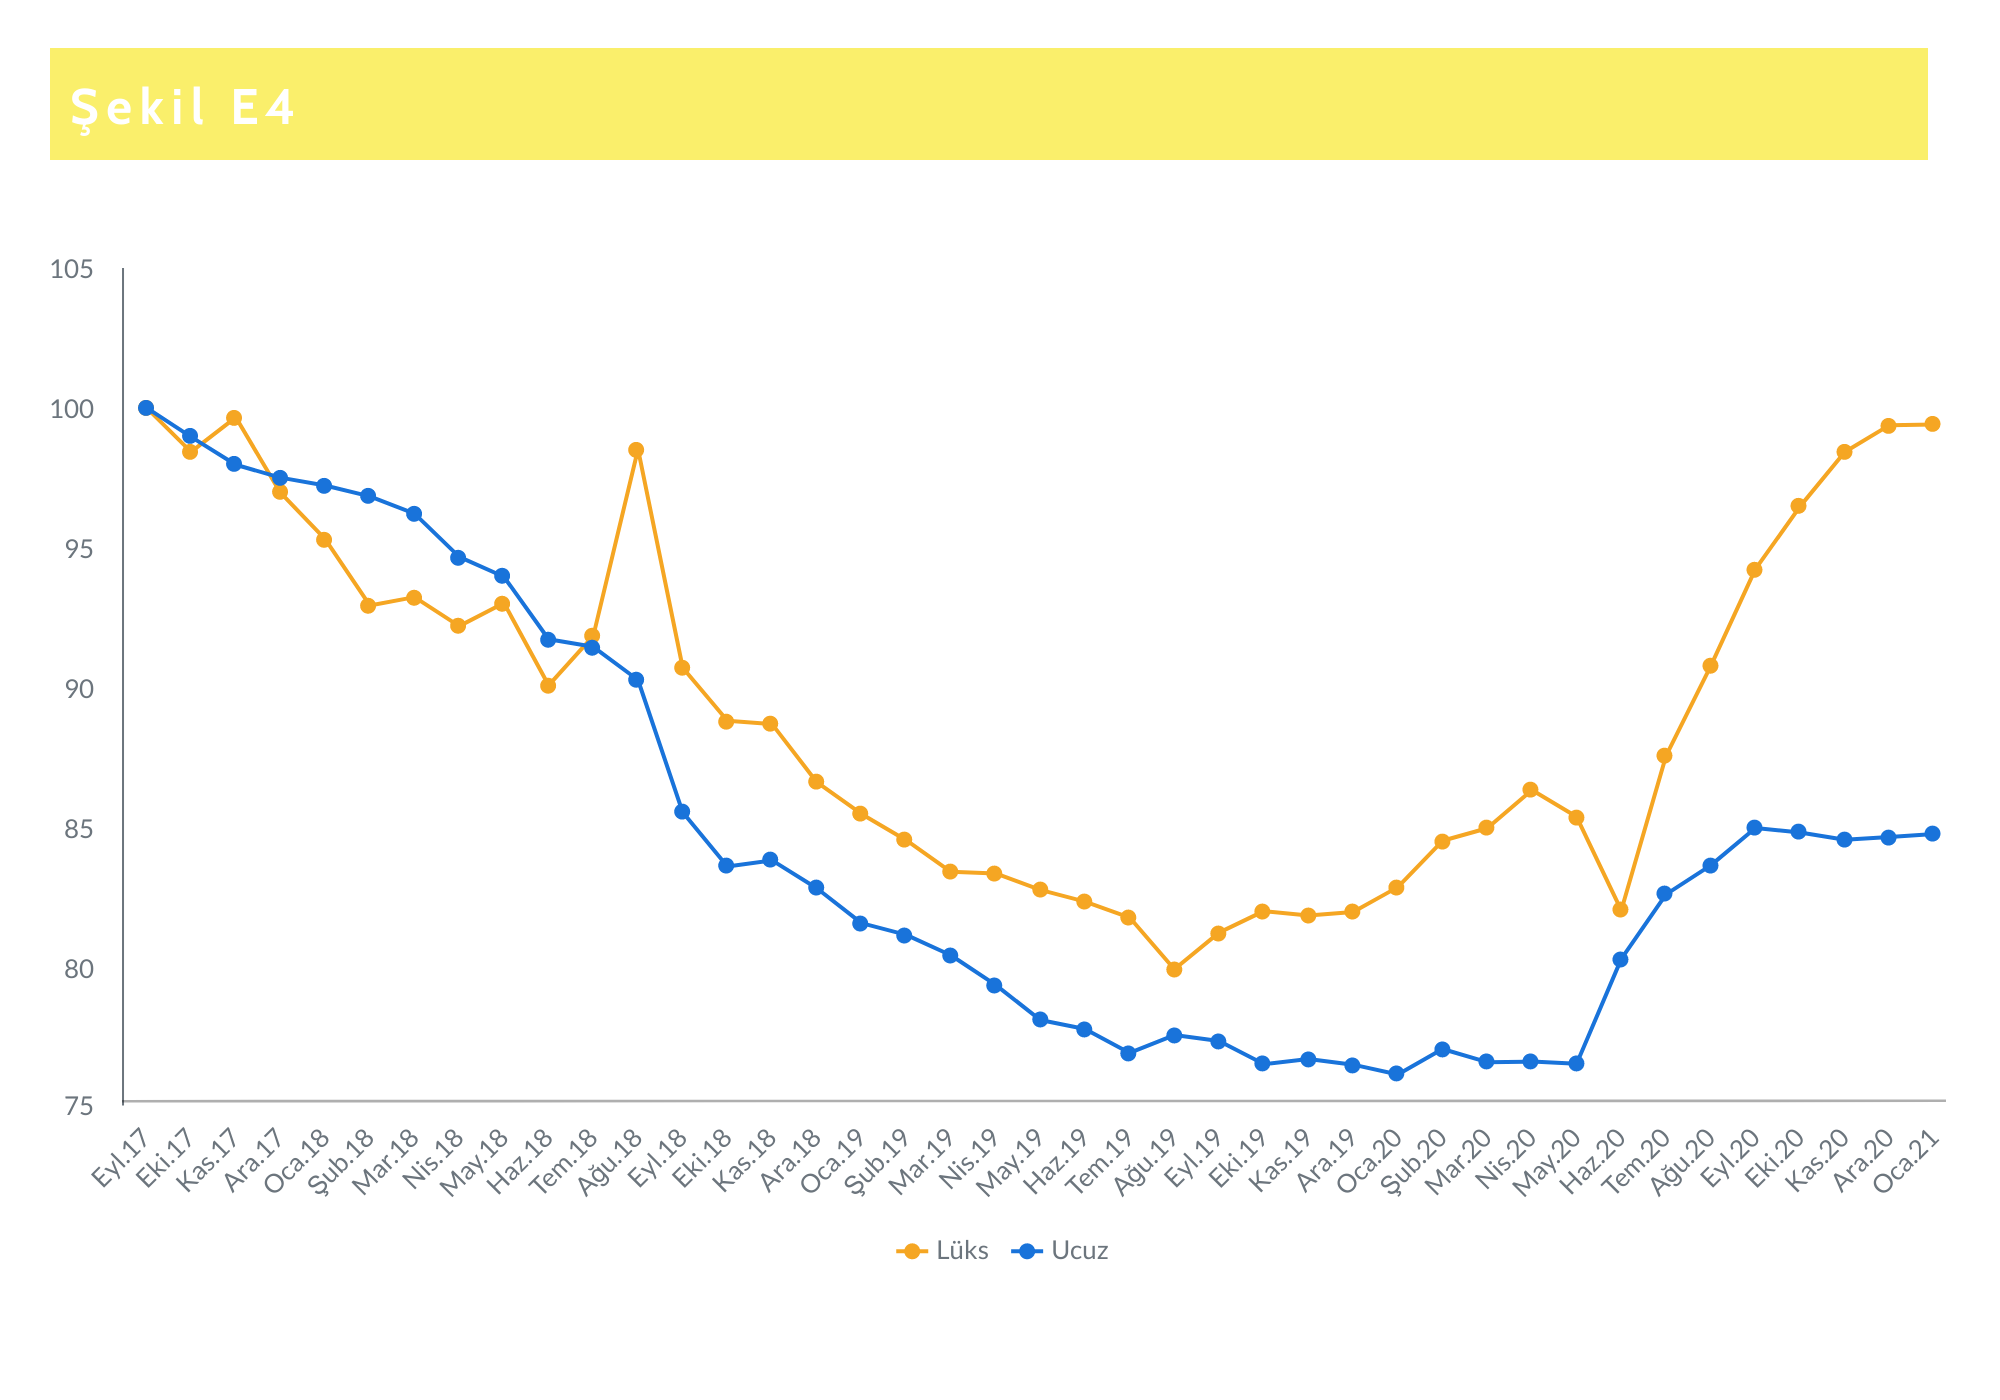 Şekil E4
105
100
95
90
85
80
75
Eyl.17
Eki.17
Kas.17
Ara.17
Oca.18
Şub.18
Mar.18
Nis.18
May.18
Haz.18
Tem.18
Ağu.18
Eyl.18
Eki.18
Kas.18
Ara.18
Oca.19
Şub.19
Mar.19
Nis.19
May.19
Haz.19
Tem.19
Ağu.19
Eyl.19
Eki.19
Kas.19
Ara.19
Oca.20
Şub.20
Mar.20
Nis.20
May.20
Haz.20
Tem.20
Ağu.20
Eyl.20
Eki.20
Kas.20
Ara.20
Oca.21
Lüks Ucuz